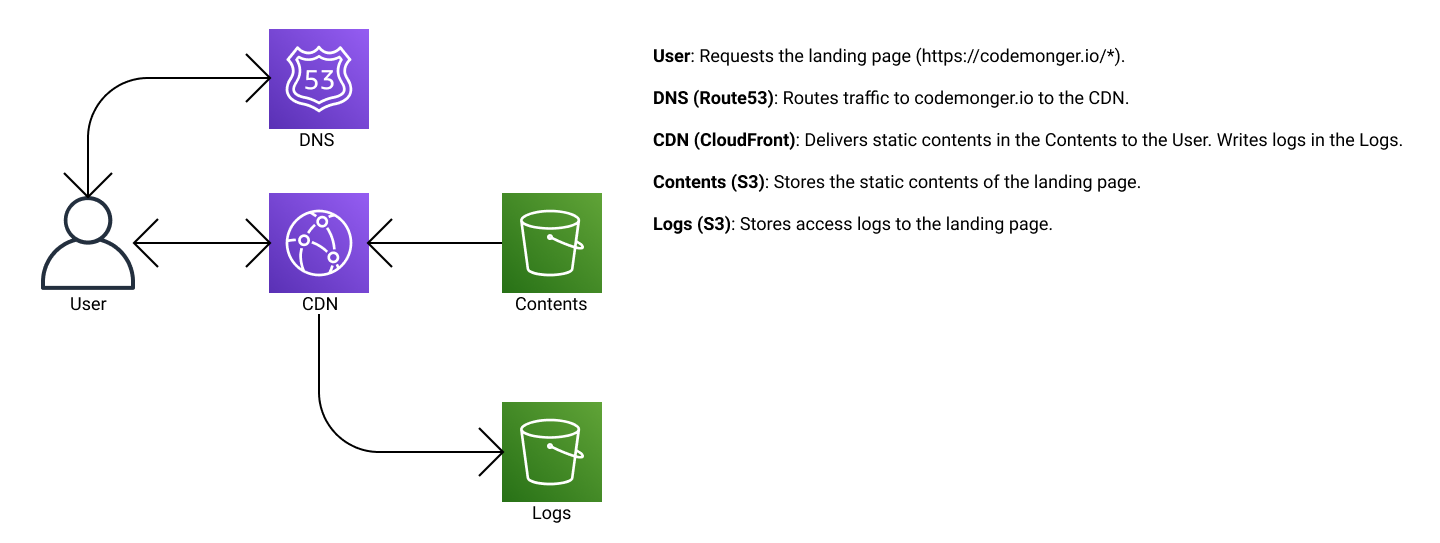 53
DNS
User
CDN
Contents
Logs
User: Requests the landing page (https://codemonger.io/*).
DNS (Route53): Routes traffic to codemonger.io to the CDN.
CDN (CloudFront): Delivers static contents in the Contents to the User. Writes logs in the Logs.
Contents (S3): Stores the static contents of the landing page.
Logs (S3): Stores access logs to the landing page.